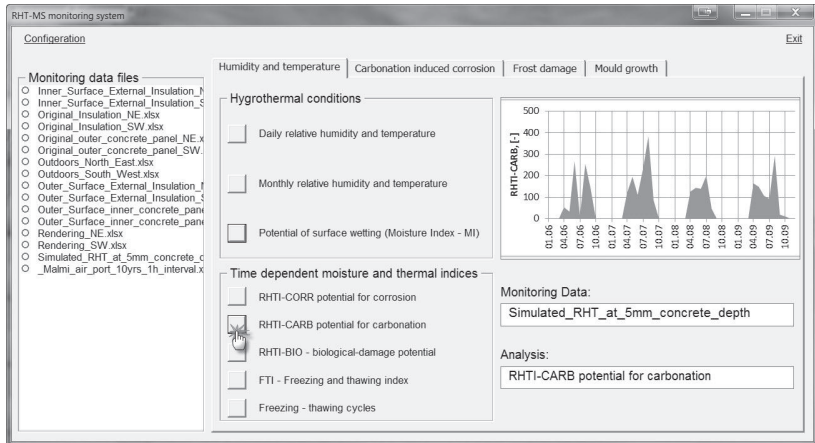 RHT-MS monitoring system
Configeration
Exit
Monitoring data files
Inner_Surface_External_Insulation_N
Inner_Surface_External_Insulation_S
Original_Insulation_NE.xlsx
Original_Insulation_SW.xlsx
Original_outer_concrete_panel_NE.x
Original_outer_concrete_panel_SW.
Outdoors_North_East.xlsx
Outdoors_South_West.xlsx
Outer_Surface_External_Insulation_N
Outer_Surface_External_Insulation_S
Outer_Surface_inner_concrete_pane
Outer_Surface_inner_concrete_pane
Rendering_NE.xlsx
Rendering_SW.xlsx
Simulated_RHT_at_5mm_concrete_d
_Malmi_air_port_10yrs_1h_interval.x
Humidity and temperature
Carbonation induced corrosion
Frost damage
Mould growth
Hygrothermal conditions
Daily relative humidity and temperature
Monthly relative humidity and temperature
Potential of surface wetting (Moisture Index - MI)
Time dependent moisture and thermal indices
RHTI-CORR potential for corrosion
RHTI-CARB potential for carbonation
RHTI-BIO - biological-damage potential
FTI - Freezing and thawing index
Freezing - thawing cycles
RHTI-CARB, [-]
500
400
300
200
100
0
01.06
04.06
07.06
10.06
01.07
04.07
07.07
10.07
01.08
04.08
07.08
10.08
01.09
04.09
07.09
10.09
Monitoring Data:
Simulated_RHT_at_5mm_concrete_depth
Analysis:
RHTI-CARB potential for carbonation